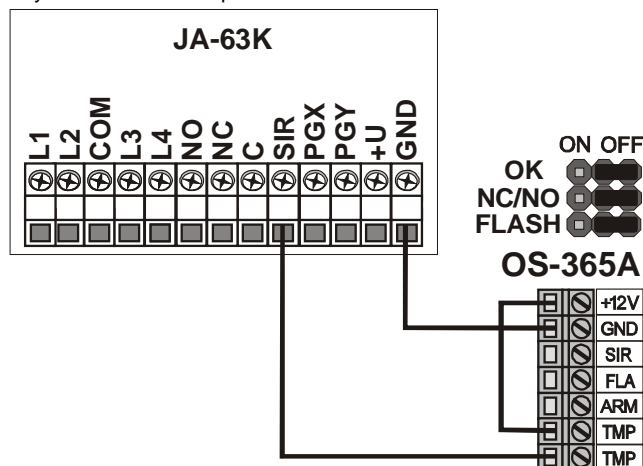 JA-63K
L1 L2 COM L3 L4 NO NC C SIR PGX PGY +U GND
ON OFF
OK
NC/NO
FLASH
OS-365A
+12V
GND
SIR
FLA
ARM
TMP
TMP